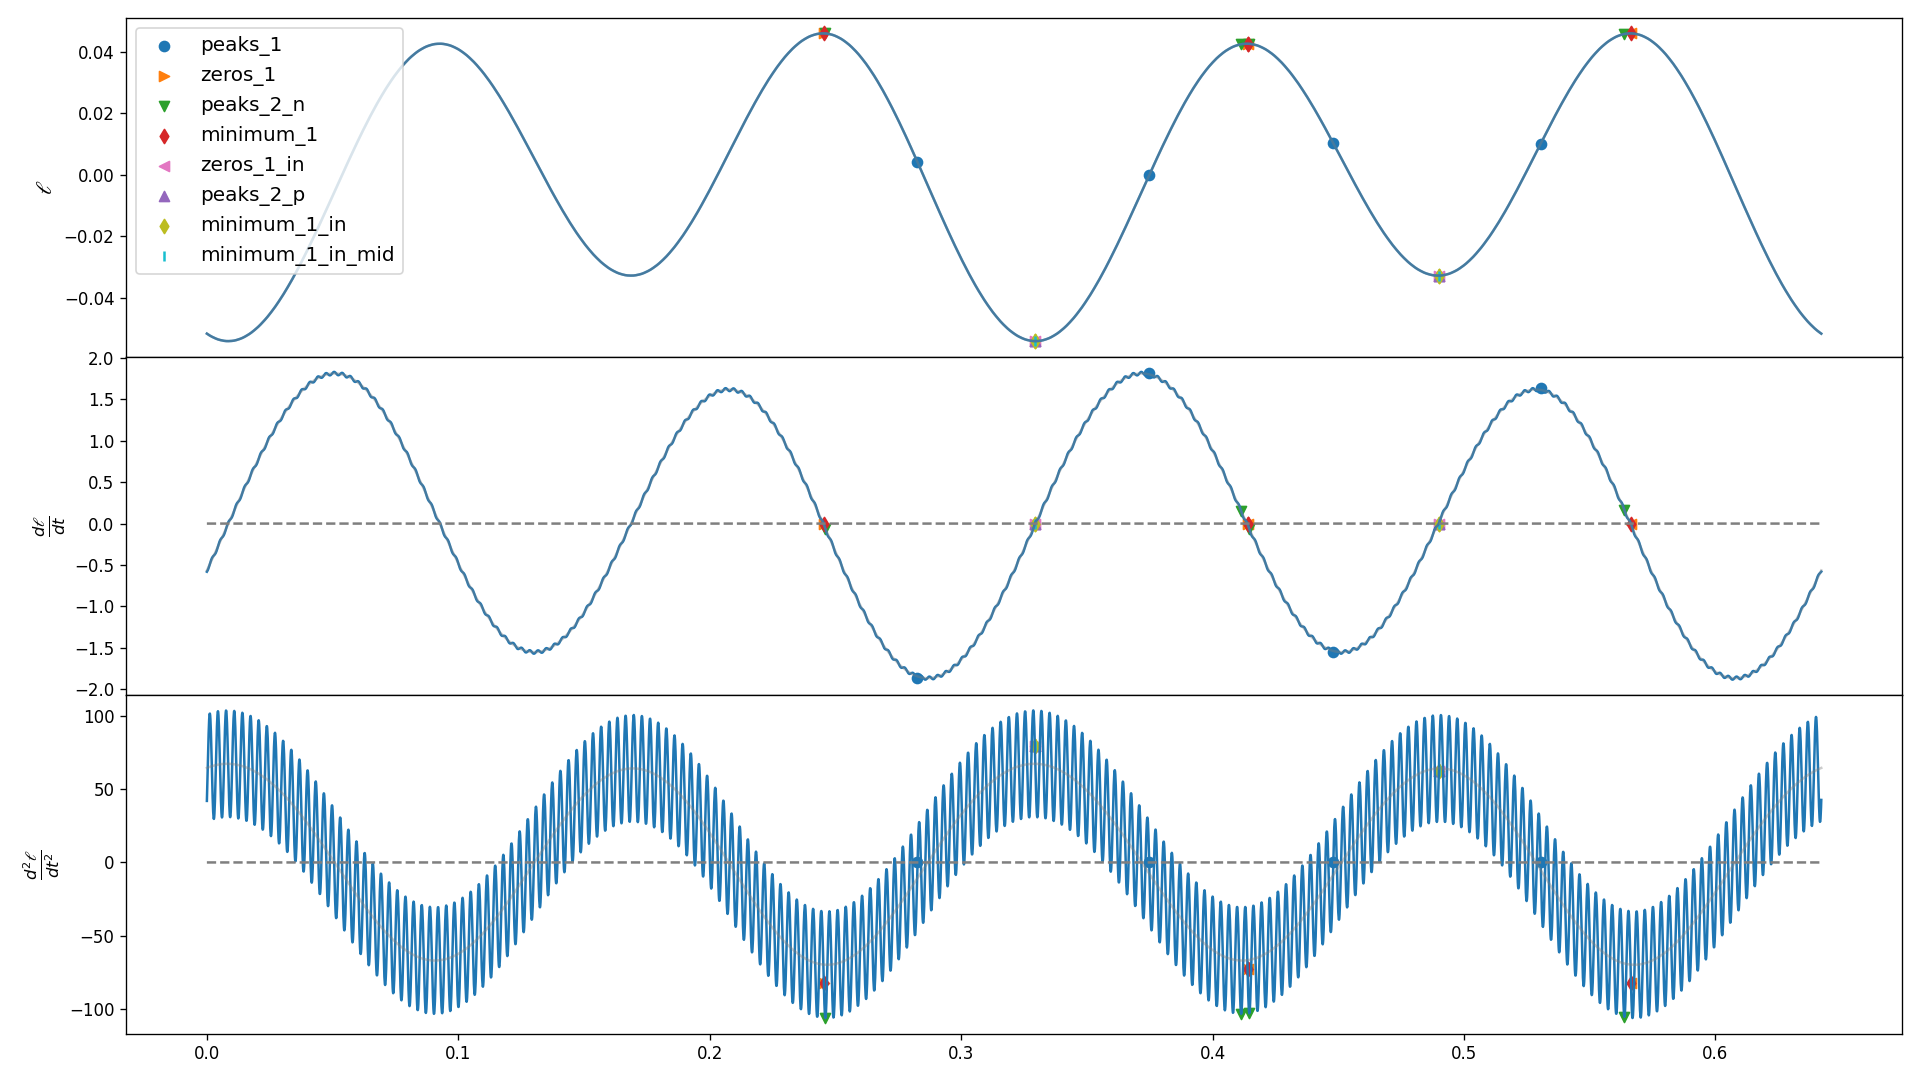 peaks_1
zeros_1
peaks_2_n
minimum_1
zeros_1_in
peaks_2_p
minimum_1_in
minimum_1_in_mid
0.04
0.02
0.00
−0.02
−0.04
ℓ
2.0
1.5
1.0
0.5
0.0
−0.5
−1.0
−1.5
−2.0
dℓ
dt
100
50
0
−50
−100
d²ℓ
dt²
0.0 0.1 0.2 0.3 0.4 0.5 0.6